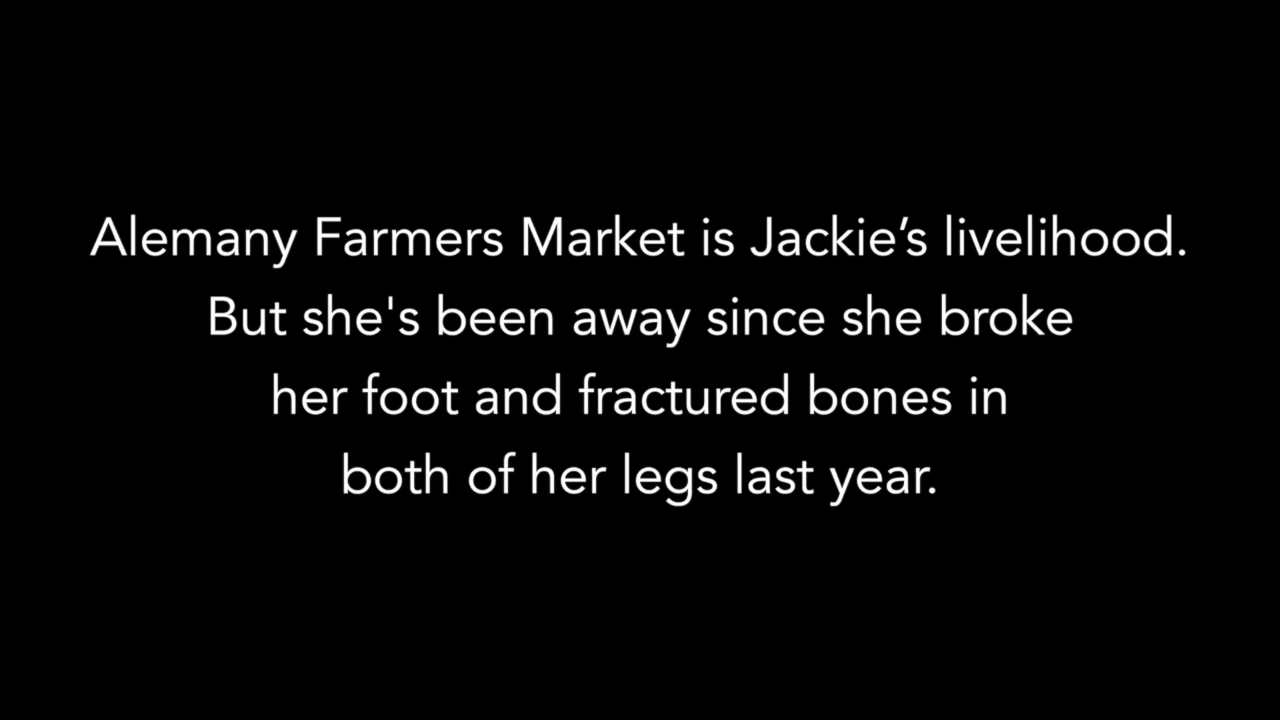 Alemany Farmers Market is Jackie’s livelihood.
But she's been away since she broke
her foot and fractured bones in
both of her legs last year.